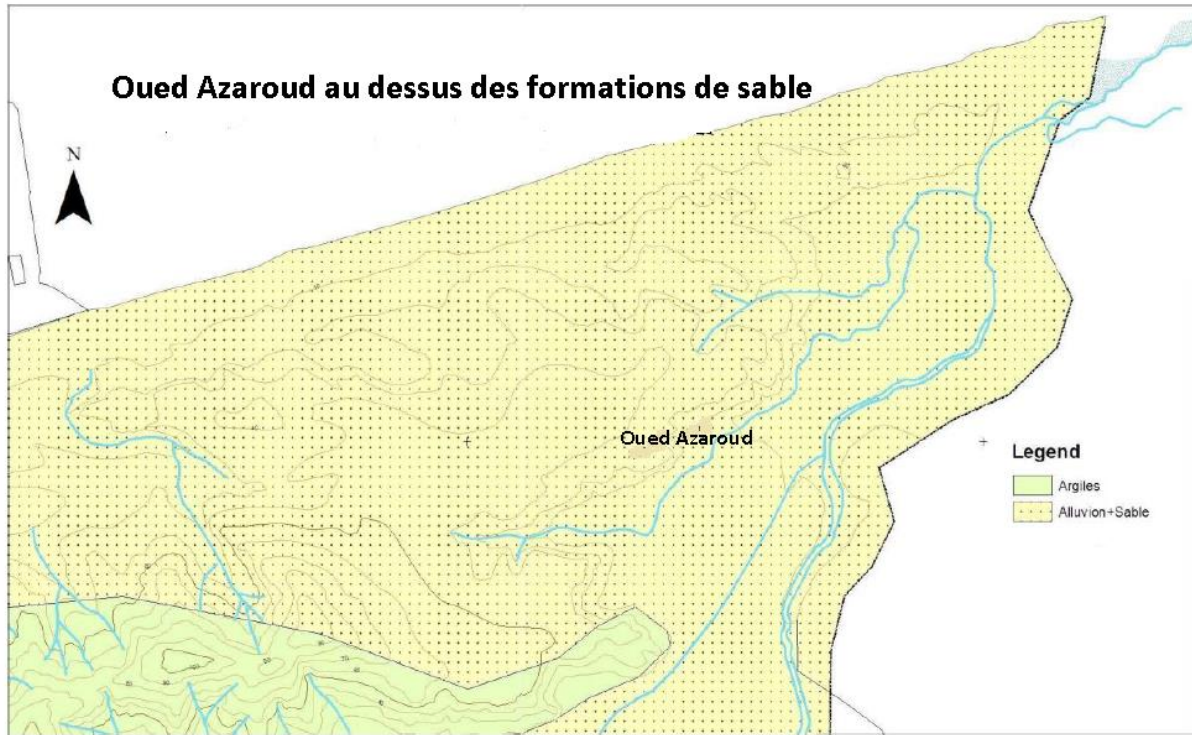 Oued Azaroud au dessus des formations de sable
N
Oued Azaroud
Legend
Argiles
Alluvion+Sable